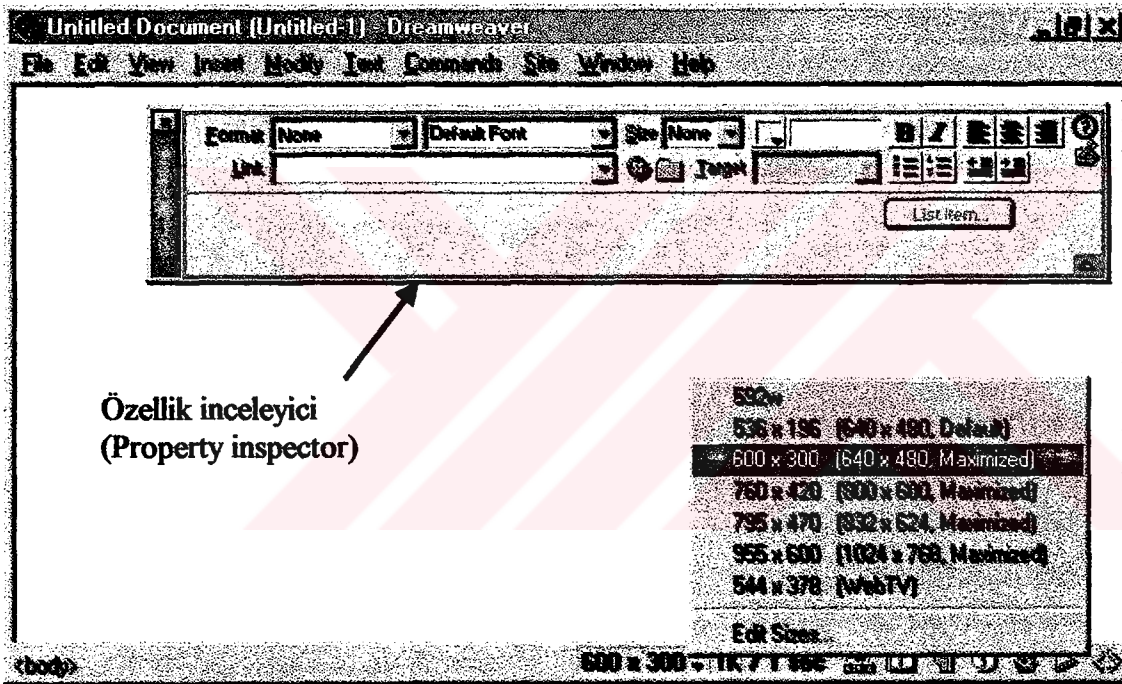 Untitled Document (Untitled-1) - Dreamweaver
File Edit View Insert Modify Text Commands Site Window Help
Format None Default Font Size None B I
Link Target
List Item...
Özellik inceleyici
(Property inspector)
592w
536 x 196 (640 x 480, Default)
600 x 300 (640 x 480, Maximized)
760 x 420 (800 x 600, Maximized)
795 x 470 (832 x 624, Maximized)
955 x 600 (1024 x 768, Maximized)
544 x 378 (WebTV)
Edit Sizes...
<body> 600 x 300 1K / 1 sec